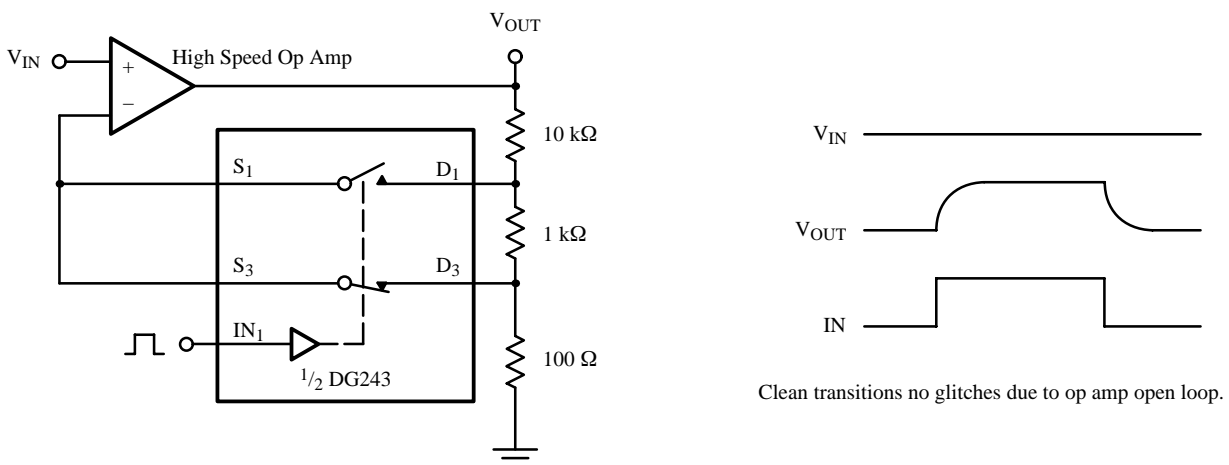 V_OUT
V_IN
High Speed Op Amp
+
−
10 kΩ
S_1
D_1
1 kΩ
S_3
D_3
IN_1
100 Ω
1/2 DG243
V_IN
V_OUT
IN
Clean transitions no glitches due to op amp open loop.